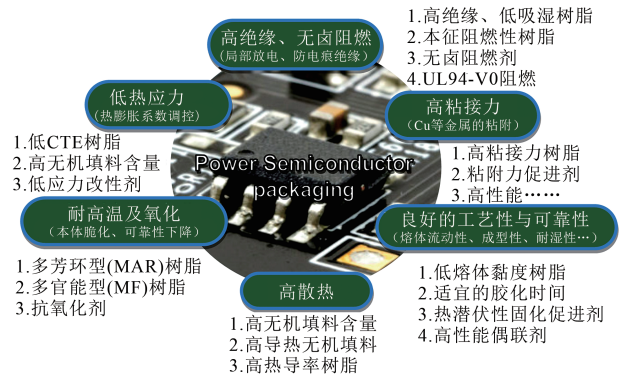 高绝缘、无卤阻燃
(局部放电、防电痕绝缘)
1.高绝缘、低吸湿树脂
2.本征阻燃性树脂
3.无卤阻燃剂
4.UL94-V0阻燃
低热应力
(热膨胀系数调控)
1.低CTE树脂
2.高无机填料含量
3.低应力改性剂
高粘接力
(Cu等金属的粘附)
1.高粘接力树脂
2.粘附力促进剂
3.高性能……
Power Semiconductor
packaging
耐高温及氧化
(本体脆化、可靠性下降)
1.多芳环型(MAR)树脂
2.多官能型(MF)树脂
3.抗氧化剂
良好的工艺性与可靠性
(熔体流动性、成型性、耐湿性…)
1.低熔体黏度树脂
2.适宜的胶化时间
3.热潜伏性固化促进剂
4.高性能偶联剂
高散热
1.高无机填料含量
2.高导热无机填料
3.高热导率树脂